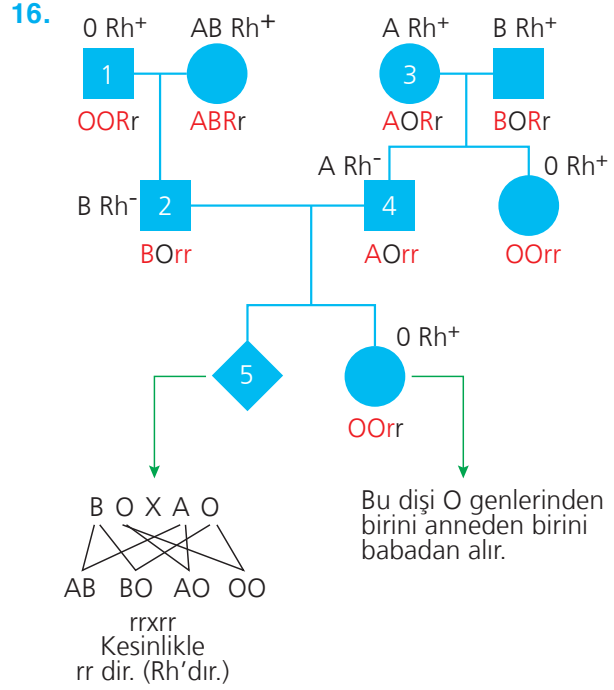 16.
0 Rh+ AB Rh+ A Rh+ B Rh+
1 3
OORr ABRr AORr BORr
A Rh- 0 Rh+
B Rh- 2 4
BOrr AOrr OOrr
0 Rh+
5
OOrr
B O X A O
AB BO AO OO
rrxrr
Kesinlikle
rr dir. (Rh'dır.)
Bu dişi O genlerinden
birini anneden birini
babadan alır.